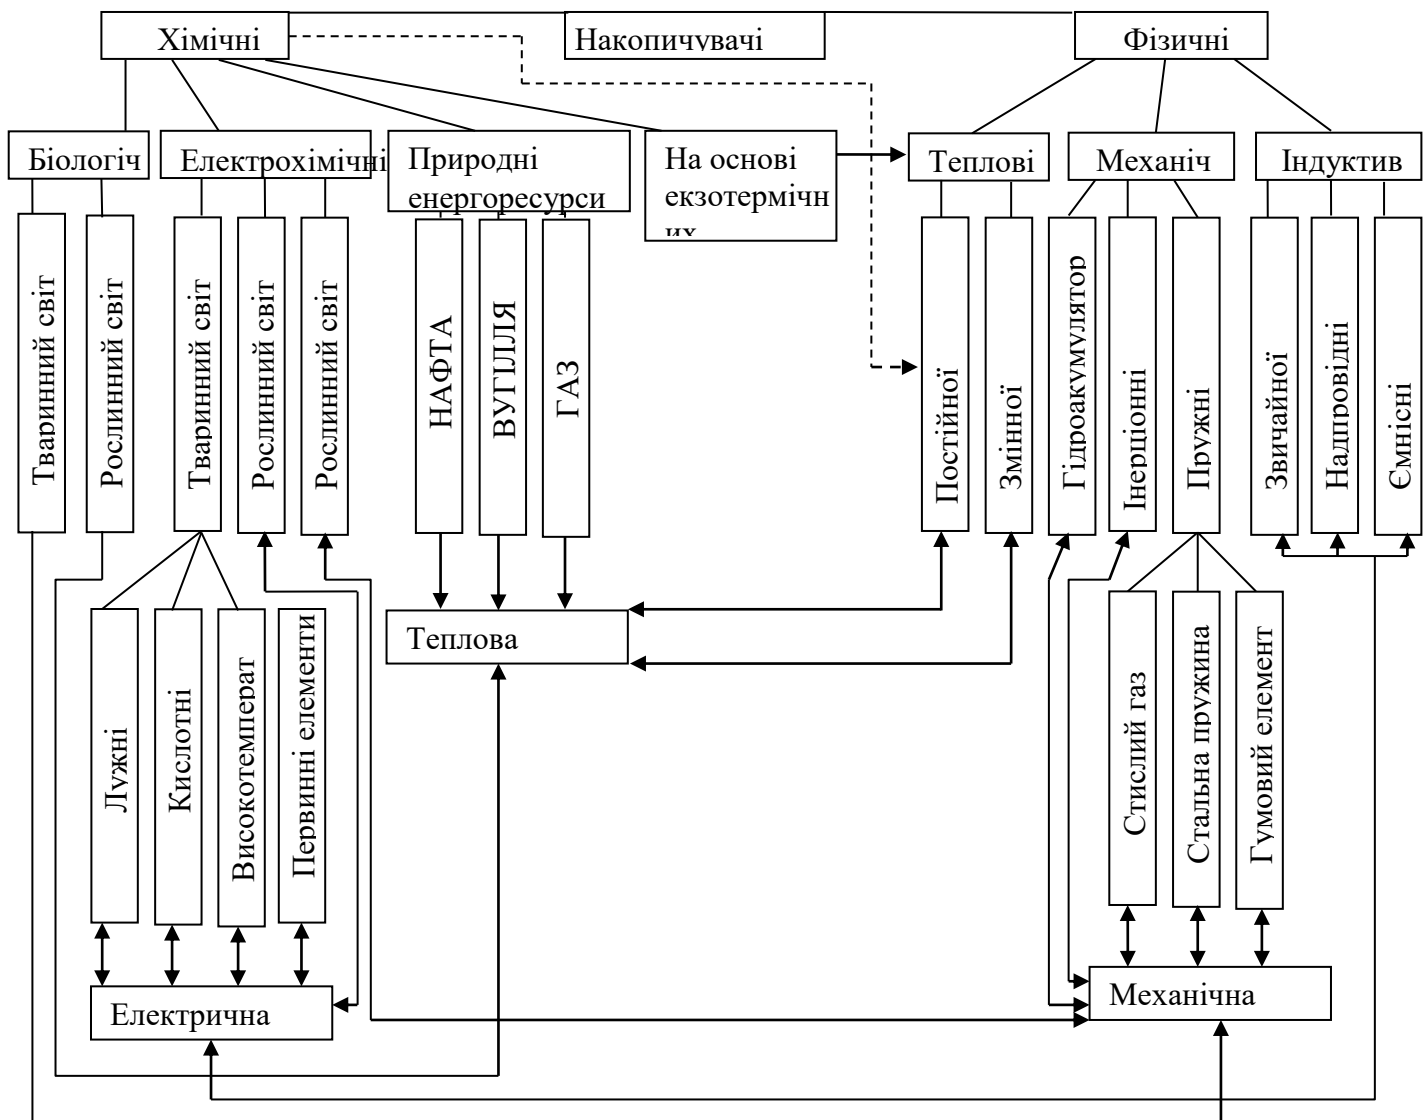 Хімічні
Накопичувачі
Фізичні
Біологіч
Електрохімічні
Природні
енергоресурси
На основі
екзотермічн
их
Теплові
Механіч
Індуктив
Тваринний світ
Рослинний світ
Тваринний світ
Рослинний світ
Рослинний світ
НАФТА
ВУГІЛЛЯ
ГАЗ
Постійної
Змінної
Гідроакумулятор
Інерціонні
Пружні
Звичайної
Надпровідні
Ємнісні
Лужні
Кислотні
Високотемперат
Первинні елементи
Теплова
Стислий газ
Стальна пружина
Гумовий елемент
Електрична
Механічна